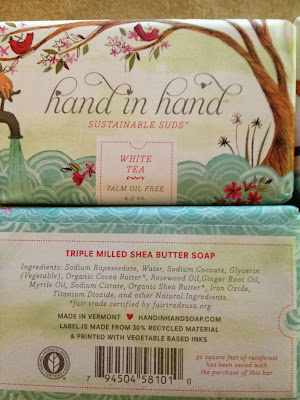 hand in hand™
SUSTAINABLE SUDS™
WHITE
TEA
PALM OIL FREE
TRIPLE MILLED SHEA BUTTER SOAP
Ingredients: Sodium Rapeseedate, Water, Sodium Cocoate, Glycerin
(Vegetable), Organic Cocoa Butter*, Rosewood Oil, Ginger Root Oil,
Myrtle Oil, Sodium Citrate, Organic Shea Butter*, Iron Oxide,
Titanium Dioxide, and other Natural Ingredients.
*fair trade certified by fairtradeusa.org
MADE IN VERMONT ♥ HANDINHANDSOAP.COM
LABEL IS MADE FROM 30% RECYCLED MATERIAL
& PRINTED WITH VEGETABLE BASED INKS
7 94504 58101 0
50 square feet of rainforest
has been saved with
the purchase of this bar